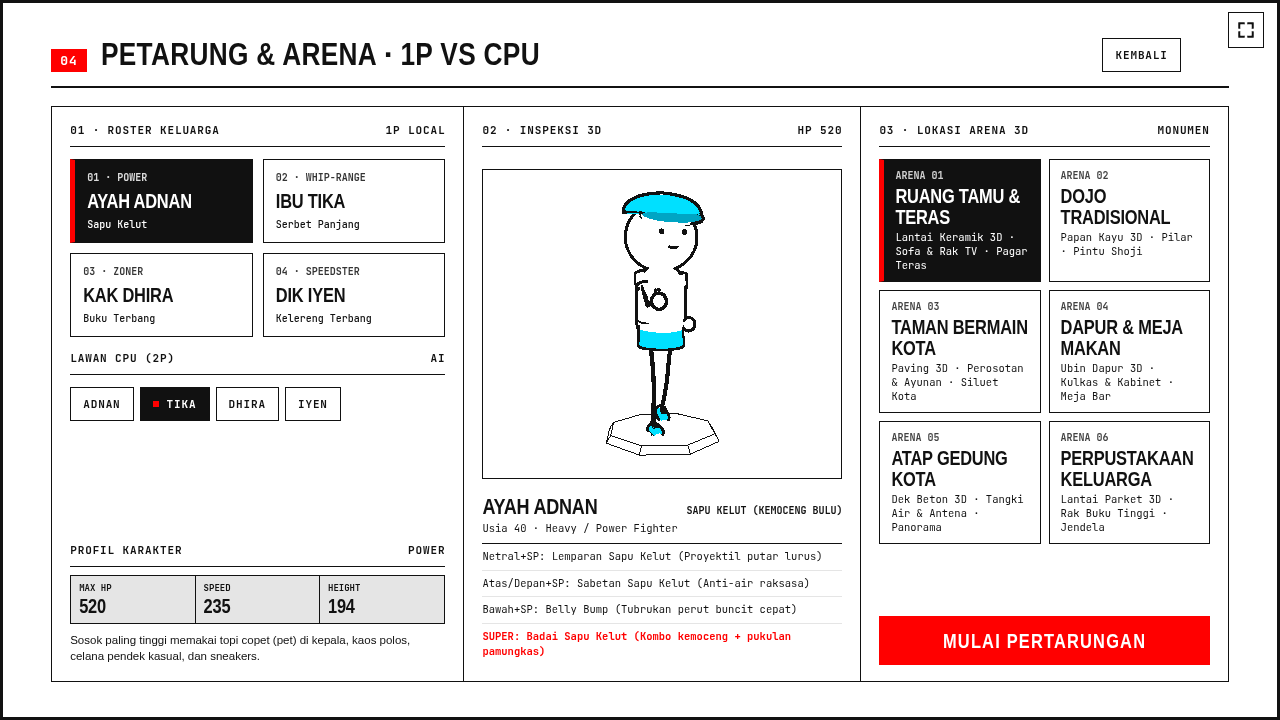 04 PETARUNG & ARENA · 1P VS CPU
KEMBALI
01 · ROSTER KELUARGA 1P LOCAL
01 · POWER
AYAH ADNAN
Sapu Kelut
02 · WHIP-RANGE
IBU TIKA
Serbet Panjang
03 · ZONER
KAK DHIRA
Buku Terbang
04 · SPEEDSTER
DIK IYEN
Kelereng Terbang
LAWAN CPU (2P) AI
ADNAN
TIKA
DHIRA
IYEN
PROFIL KARAKTER POWER
MAX HP
520
SPEED
235
HEIGHT
194
Sosok paling tinggi memakai topi copet (pet) di kepala, kaos polos,
celana pendek kasual, dan sneakers.
02 · INSPEKSI 3D HP 520
AYAH ADNAN SAPU KELUT (KEMOCENG BULU)
Usia 40 · Heavy / Power Fighter
Netral+SP: Lemparan Sapu Kelut (Proyektil putar lurus)
Atas/Depan+SP: Sabetan Sapu Kelut (Anti-air raksasa)
Bawah+SP: Belly Bump (Tubrukan perut buncit cepat)
SUPER: Badai Sapu Kelut (Kombo kemoceng + pukulan
pamungkas)
03 · LOKASI ARENA 3D MONUMEN
ARENA 01
RUANG TAMU &
TERAS
Lantai Keramik 3D ·
Sofa & Rak TV · Pagar
Teras
ARENA 02
DOJO
TRADISIONAL
Papan Kayu 3D · Pilar
· Pintu Shoji
ARENA 03
TAMAN BERMAIN
KOTA
Paving 3D · Perosotan
& Ayunan · Siluet
Kota
ARENA 04
DAPUR & MEJA
MAKAN
Ubin Dapur 3D ·
Kulkas & Kabinet ·
Meja Bar
ARENA 05
ATAP GEDUNG
KOTA
Dek Beton 3D · Tangki
Air & Antena ·
Panorama
ARENA 06
PERPUSTAKAAN
KELUARGA
Lantai Parket 3D ·
Rak Buku Tinggi ·
Jendela
MULAI PERTARUNGAN